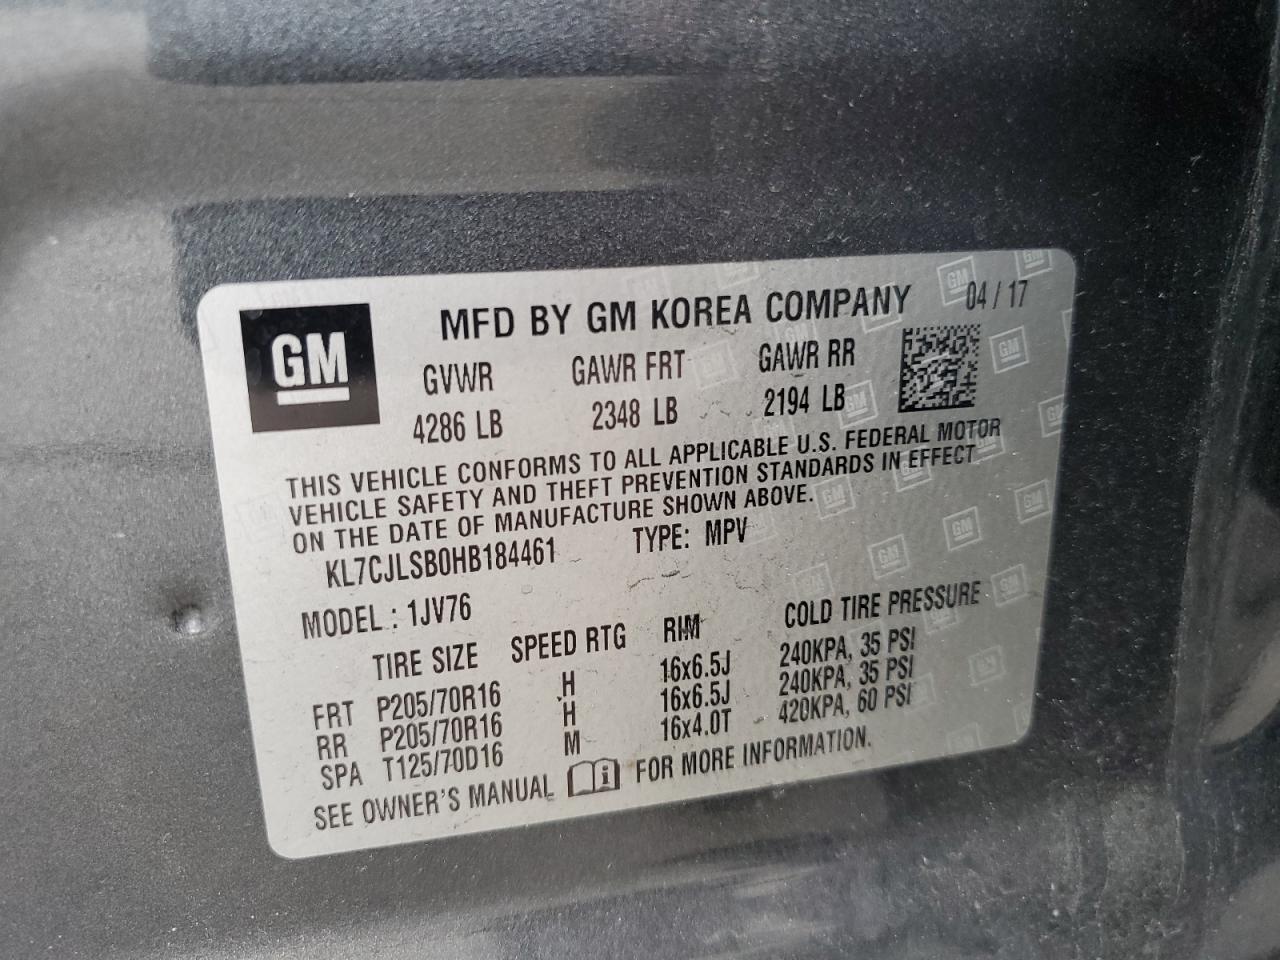 GM
MFD BY GM KOREA COMPANY 04 / 17
GVWR GAWR FRT GAWR RR
4286 LB 2348 LB 2194 LB
THIS VEHICLE CONFORMS TO ALL APPLICABLE U.S. FEDERAL MOTOR
VEHICLE SAFETY AND THEFT PREVENTION STANDARDS IN EFFECT
ON THE DATE OF MANUFACTURE SHOWN ABOVE.
KL7CJLSB0HB184461 TYPE: MPV
MODEL : 1JV76
TIRE SIZE SPEED RTG RIM COLD TIRE PRESSURE
FRT P205/70R16 H 16x6.5J 240KPA, 35 PSI
RR P205/70R16 H 16x6.5J 240KPA, 35 PSI
SPA T125/70D16 M 16x4.0T 420KPA, 60 PSI
SEE OWNER'S MANUAL FOR MORE INFORMATION.